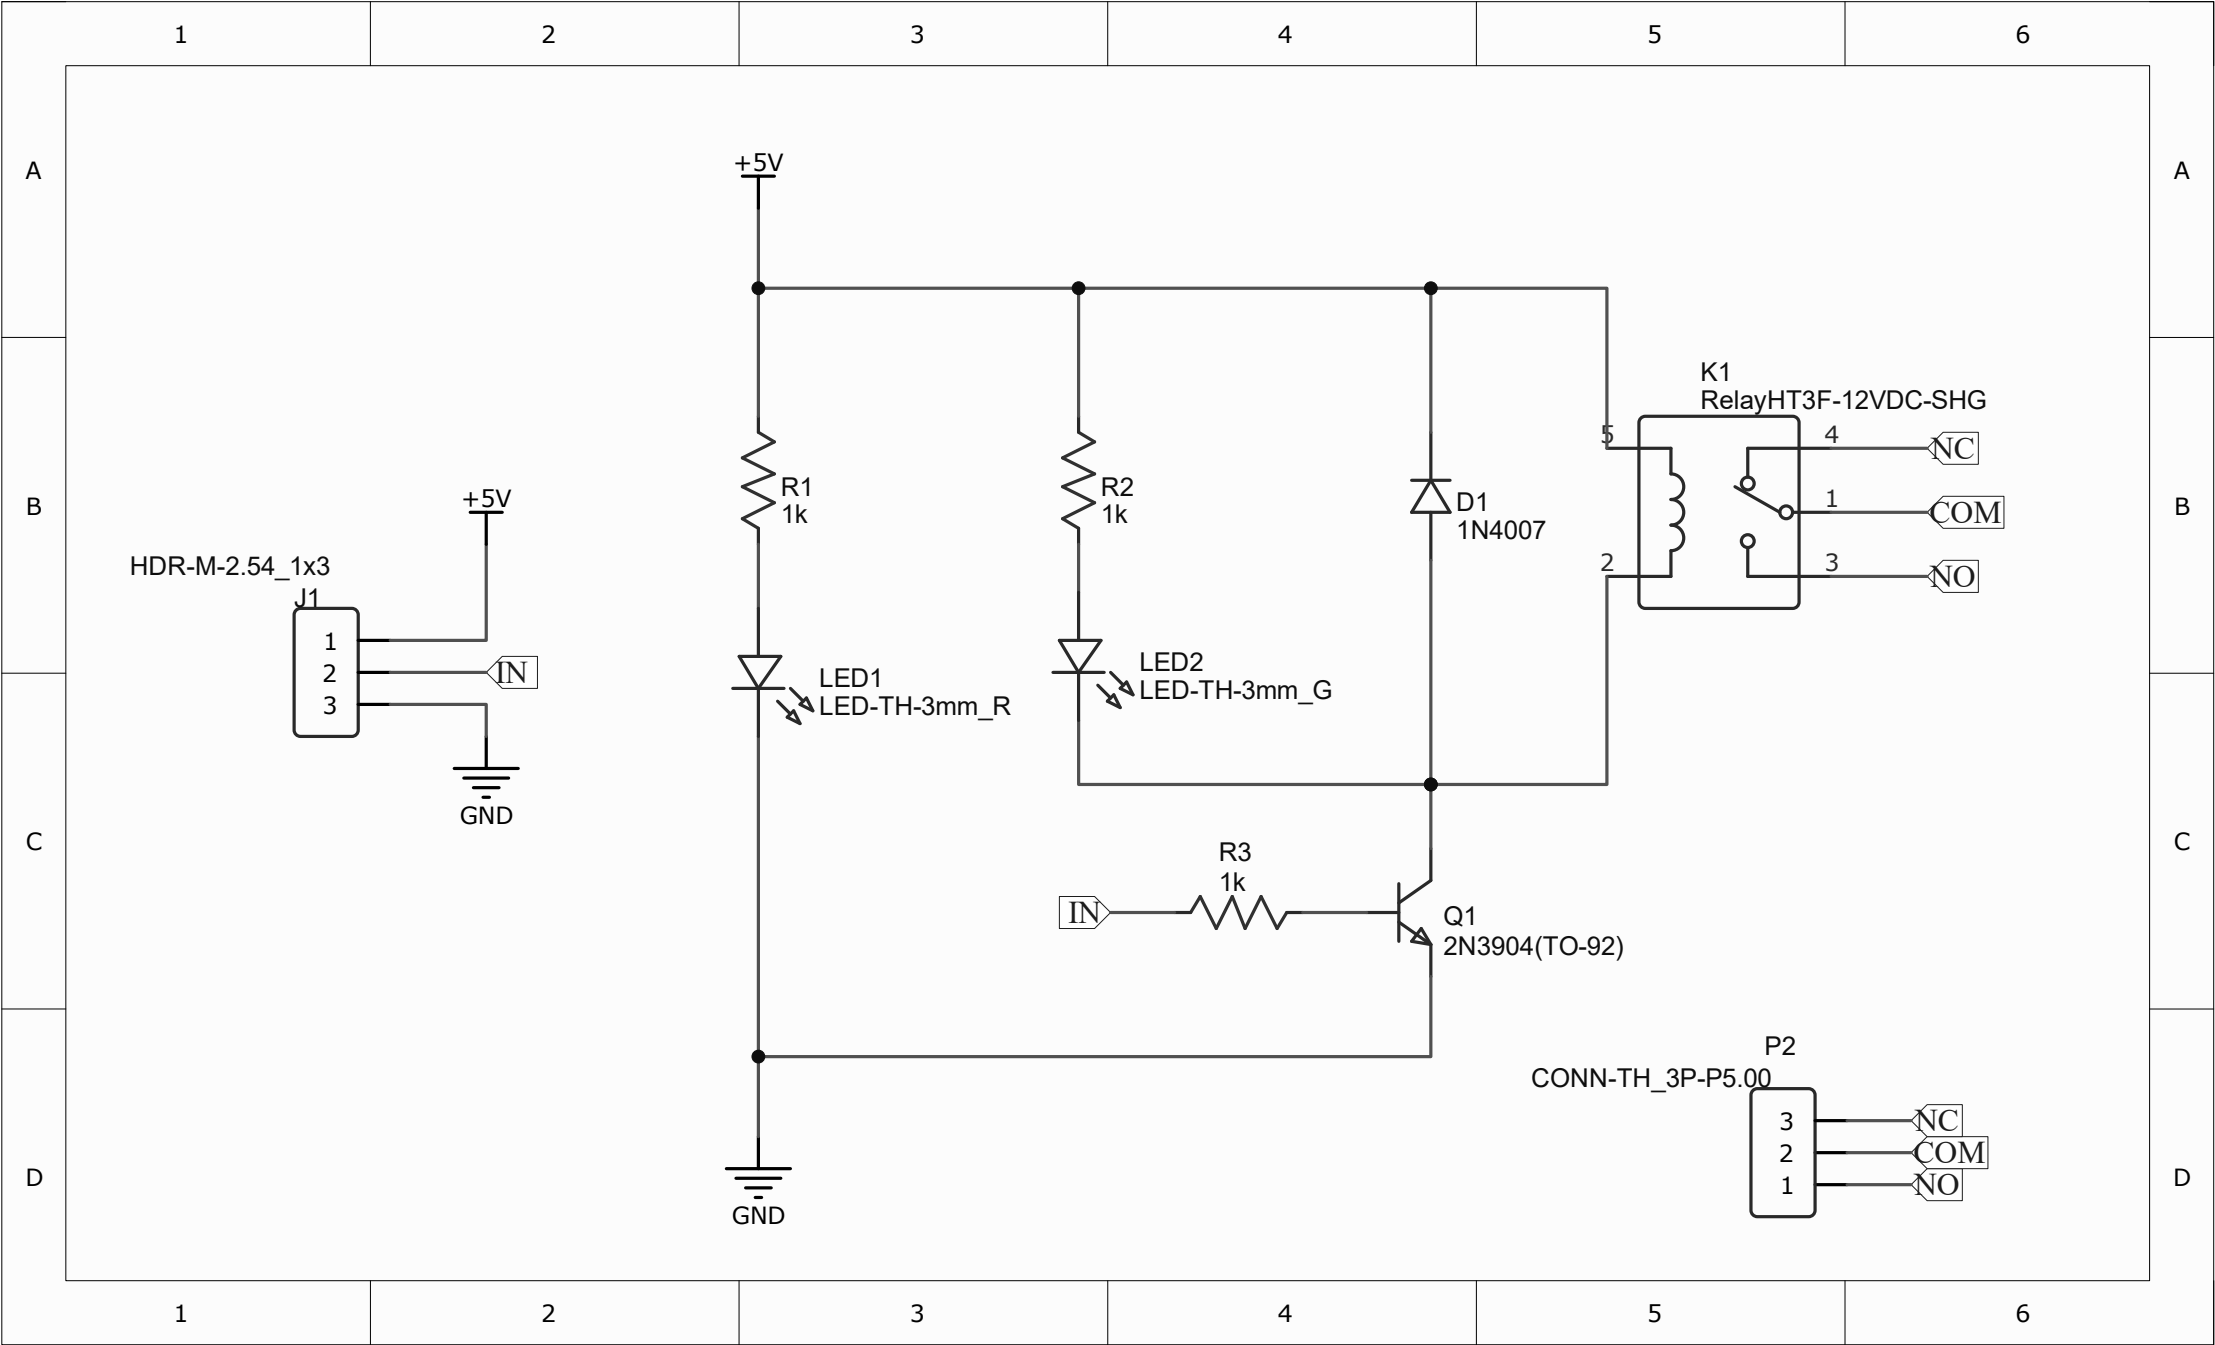 1 2 3 4 5 6
A A
+5V
K1
RelayHT3F-12VDC-SHG
5 4 NC
R1
1k
R2
1k
D1
1N4007
B B
1 COM
2 3 NO
+5V
HDR-M-2.54_1x3
J1
1
2 IN
3
GND
LED1
LED-TH-3mm_R
LED2
LED-TH-3mm_G
C C
R3
1k
IN
Q1
2N3904(TO-92)
P2
CONN-TH_3P-P5.00
3 NC
2 COM
1 NO
D D
GND
1 2 3 4 5 6